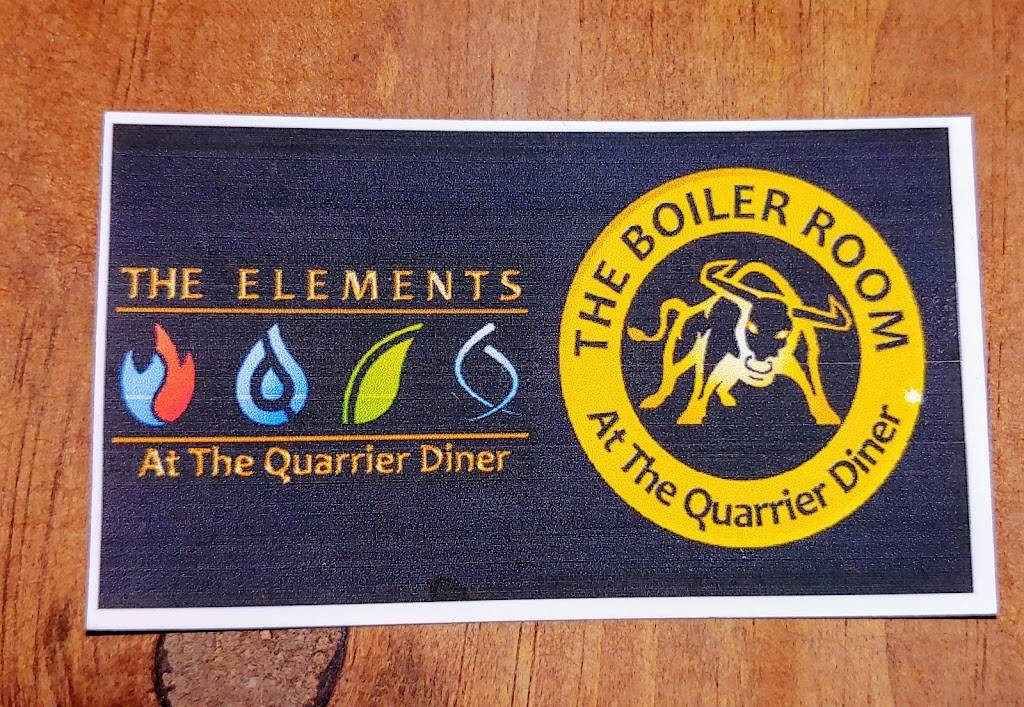 THE ELEMENTS
At The Quarrier Diner
THE BOILER ROOM
At The Quarrier Diner